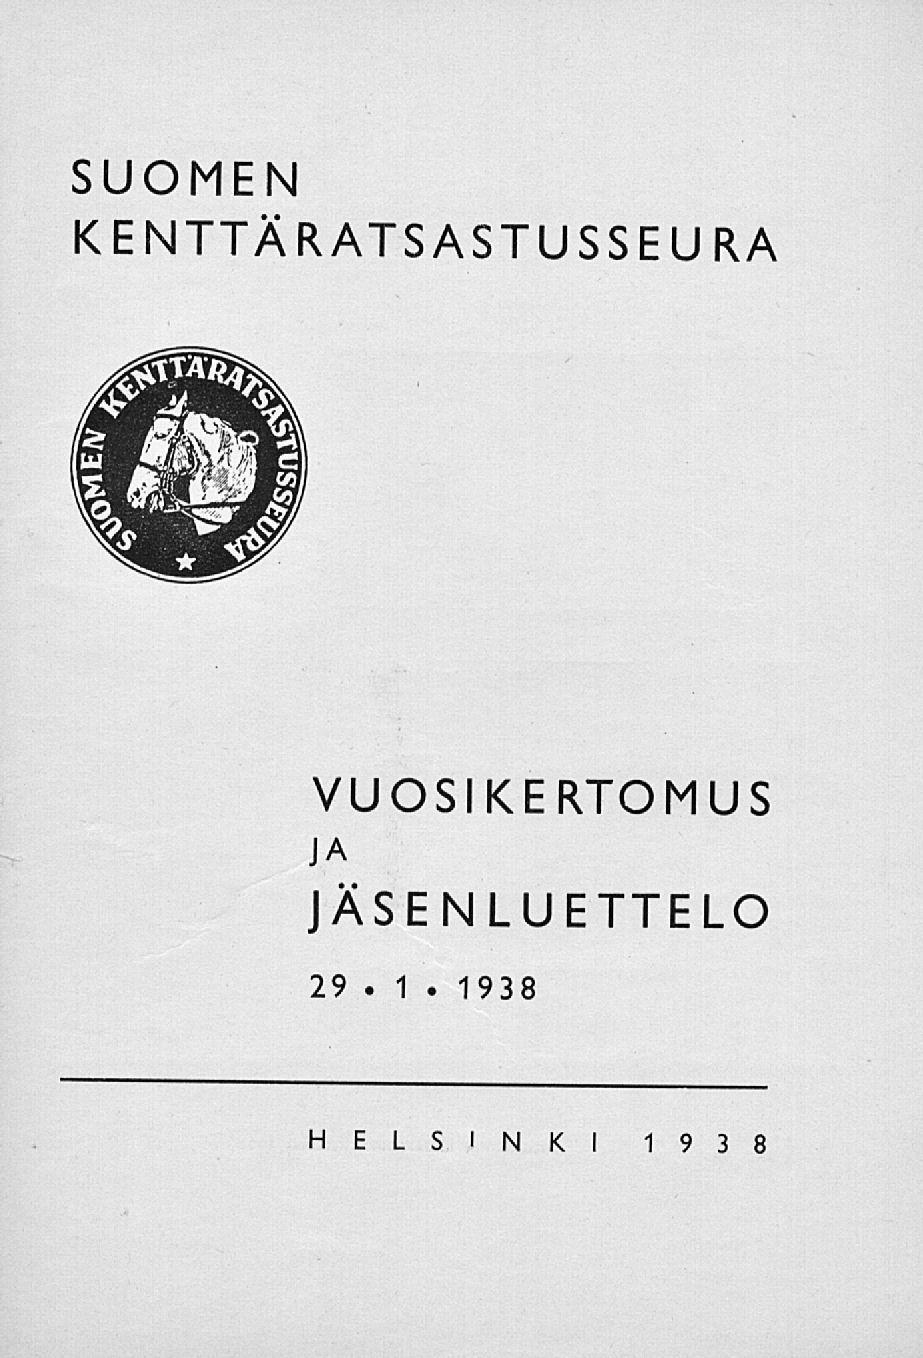 SUOMEN
KENTTÄRATSASTUSSEURA
SUOMEN KENTTÄRATSASTUSSEURA
VUOSIKERTOMUS
JA
JÄSENLUETTELO
29 • 1 • 1938
HELSINKI 1938